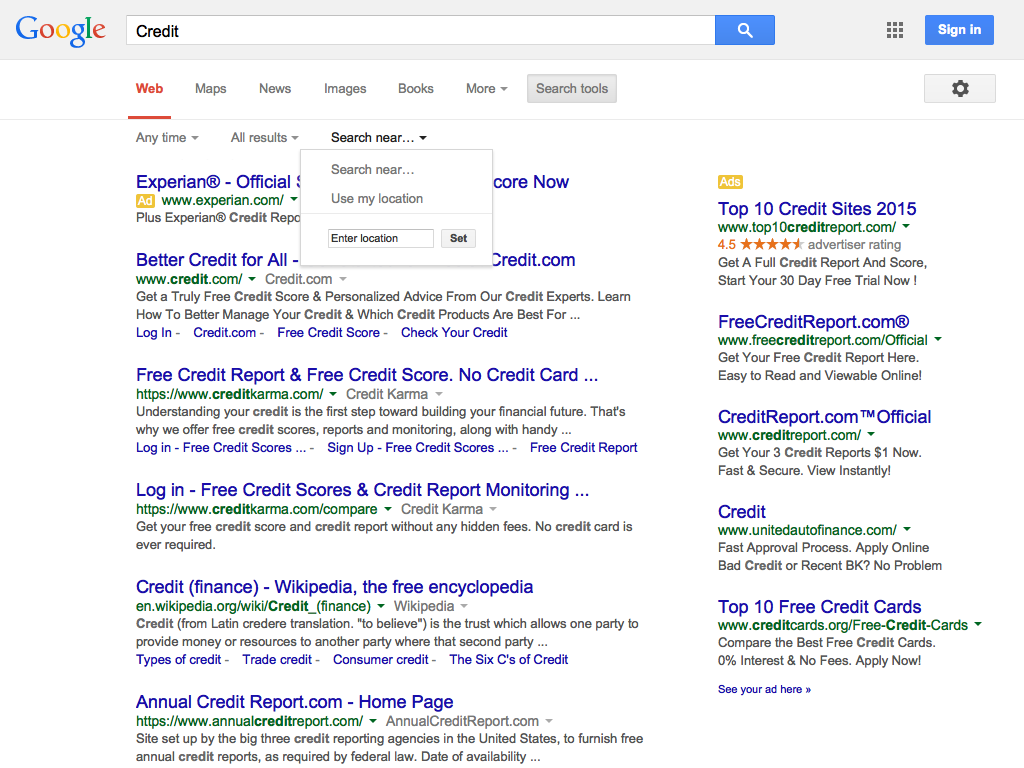 Google
Credit
Sign in
Web Maps News Images Books More Search tools
Any time All results Search near…
Search near…
Use my location
Enter location Set
Experian® - Official core Now
Ad www.experian.com/
Plus Experian® Credit
Better Credit for All - Credit.com
www.credit.com/ Credit.com
Get a Truly Free Credit Score & Personalized Advice From Our Credit Experts. Learn
How To Better Manage Your Credit & Which Credit Products Are Best For ...
Log In - Credit.com - Free Credit Score - Check Your Credit
Free Credit Report & Free Credit Score. No Credit Card ...
https://www.creditkarma.com/ Credit Karma
Understanding your credit is the first step toward building your financial future. That's
why we offer free credit scores, reports and monitoring, along with handy ...
Log in - Free Credit Scores ... - Sign Up - Free Credit Scores ... - Free Credit Report
Log in - Free Credit Scores & Credit Report Monitoring ...
https://www.creditkarma.com/compare Credit Karma
Get your free credit score and credit report without any hidden fees. No credit card is
ever required.
Credit (finance) - Wikipedia, the free encyclopedia
en.wikipedia.org/wiki/Credit_(finance) Wikipedia
Credit (from Latin credere translation. "to believe") is the trust which allows one party to
provide money or resources to another party where that second party ...
Types of credit - Trade credit - Consumer credit - The Six C's of Credit
Annual Credit Report.com - Home Page
https://www.annualcreditreport.com/ AnnualCreditReport.com
Site set up by the big three credit reporting agencies in the United States, to furnish free
annual credit reports, as required by federal law. Date of availability ...
Ads
Top 10 Credit Sites 2015
www.top10creditreport.com/
4.5 ★★★★★ advertiser rating
Get A Full Credit Report And Score,
Start Your 30 Day Free Trial Now !
FreeCreditReport.com®
www.freecreditreport.com/Official
Get Your Free Credit Report Here.
Easy to Read and Viewable Online!
CreditReport.com™Official
www.creditreport.com/
Get Your 3 Credit Reports $1 Now.
Fast & Secure. View Instantly!
Credit
www.unitedautofinance.com/
Fast Approval Process. Apply Online
Bad Credit or Recent BK? No Problem
Top 10 Free Credit Cards
www.creditcards.org/Free-Credit-Cards
Compare the Best Free Credit Cards.
0% Interest & No Fees. Apply Now!
See your ad here »